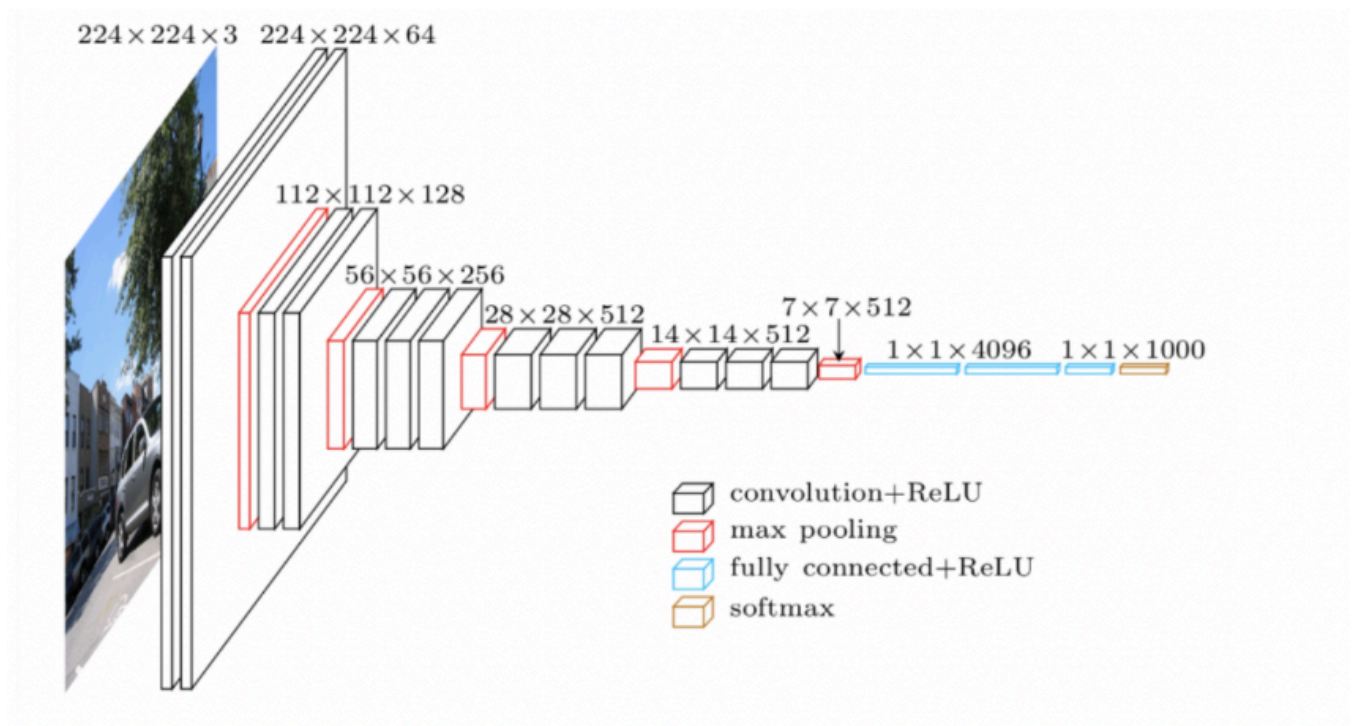 224×224×3
224×224×64
112×112×128
56×56×256
28×28×512
14×14×512
7×7×512
1×1×4096
1×1×1000
convolution+ReLU
max pooling
fully connected+ReLU
softmax